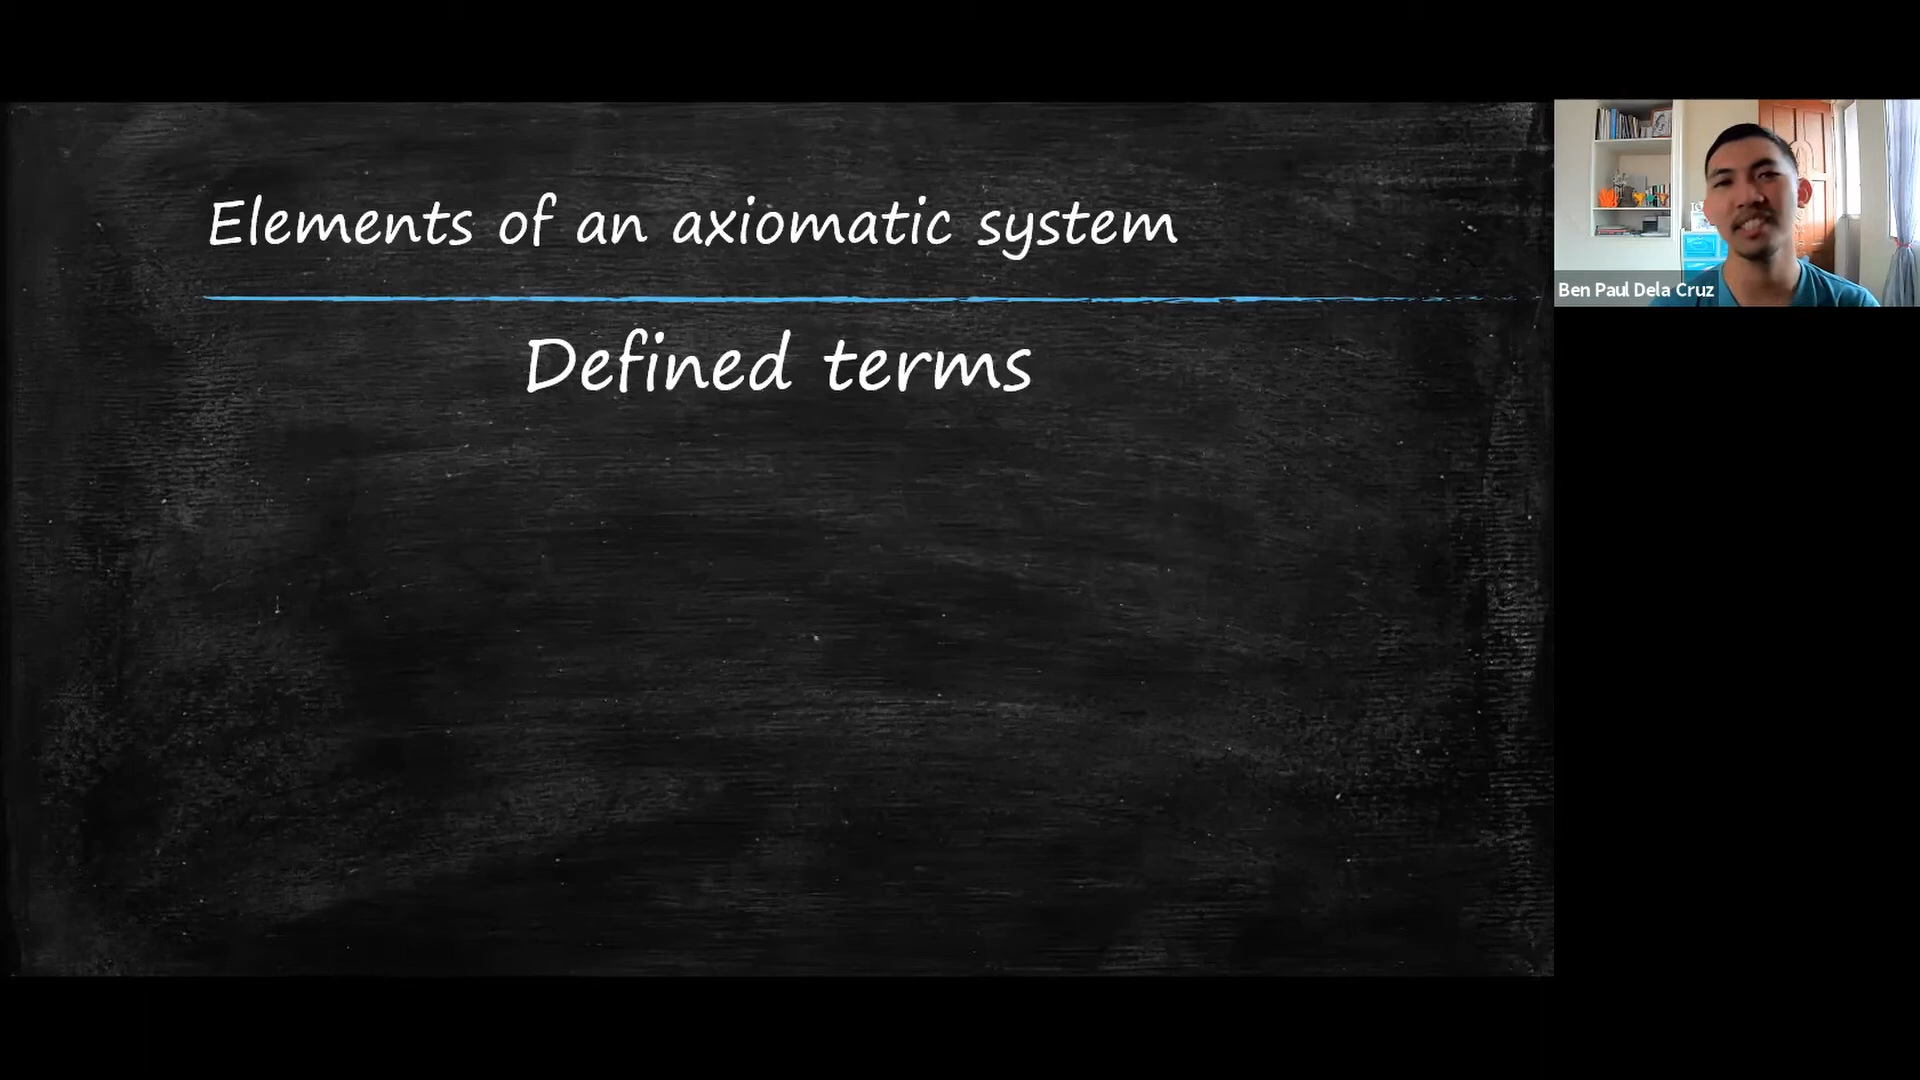 Elements of an axiomatic system
Defined terms
Ben Paul Dela Cruz